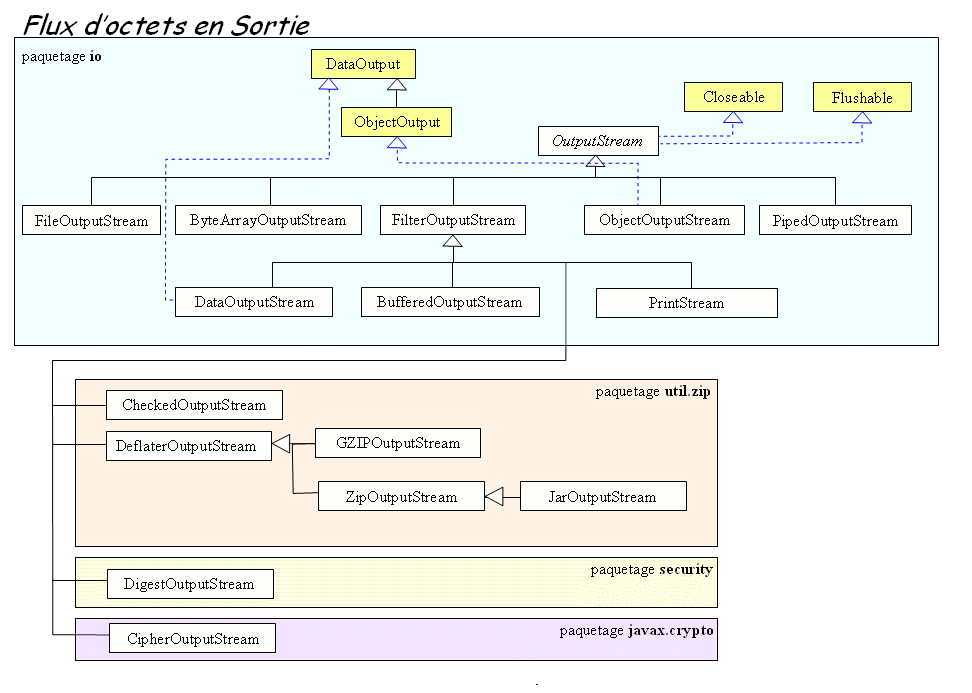 Flux d'octets en Sortie
paquetage io
DataOutput
Closeable
Flushable
ObjectOutput
OutputStream
FileOutputStream
ByteArrayOutputStream
FilterOutputStream
ObjectOutputStream
PipedOutputStream
DataOutputStream
BufferedOutputStream
PrintStream
paquetage util.zip
CheckedOutputStream
DeflaterOutputStream
GZIPOutputStream
ZipOutputStream
JarOutputStream
paquetage security
DigestOutputStream
paquetage javax.crypto
CipherOutputStream